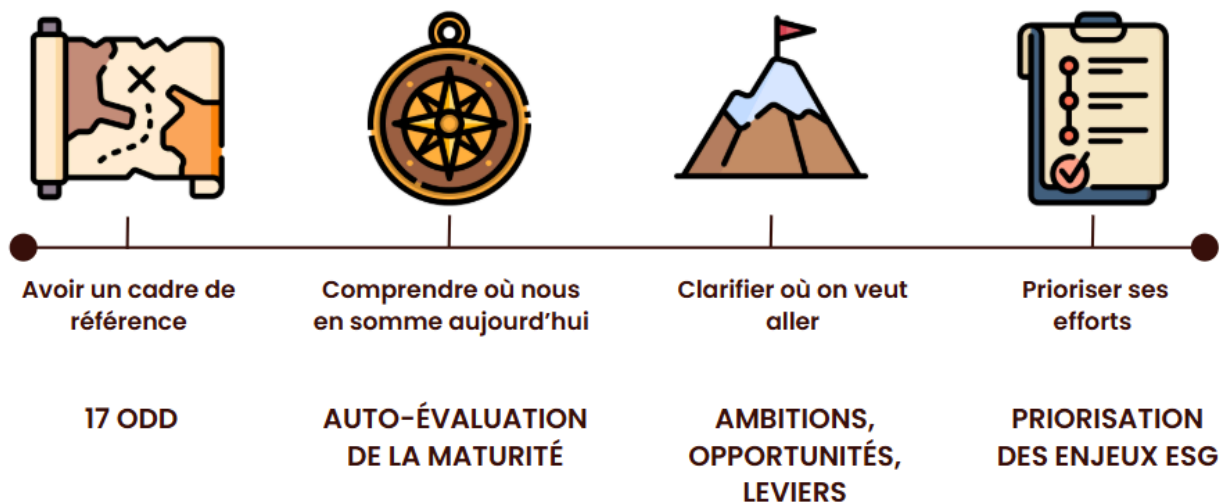 Avoir un cadre de
référence
Comprendre où nous
en somme aujourd'hui
Clarifier où on veut
aller
Prioriser ses
efforts
17 ODD
AUTO-ÉVALUATION
DE LA MATURITÉ
AMBITIONS,
OPPORTUNITÉS,
LEVIERS
PRIORISATION
DES ENJEUX ESG